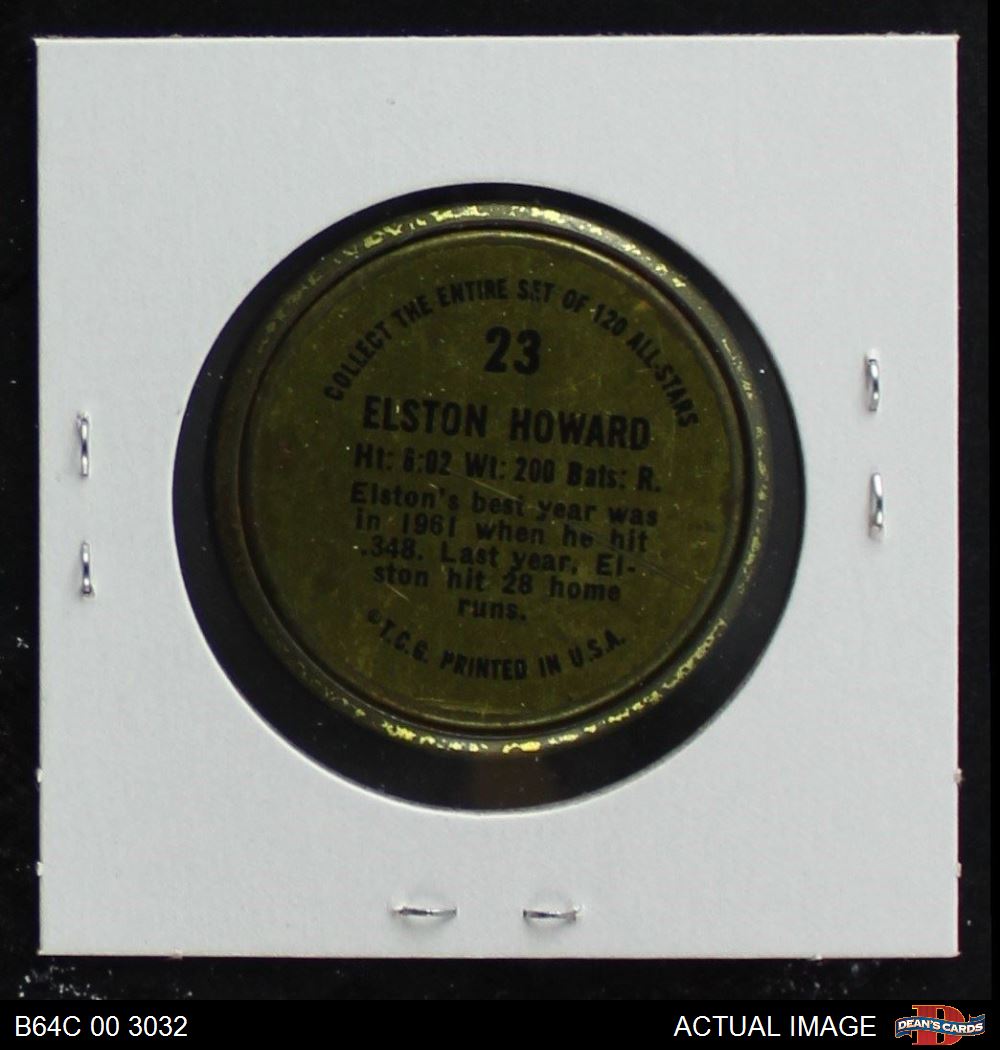 COLLECT THE ENTIRE SET OF 120 ALL-STARS
23
ELSTON HOWARD
Ht: 6:02 Wt: 200 Bats: R.
Elston's best year was
in 1961 when he hit
.348. Last year, El-
ston hit 28 home
runs.
©T.C.G. PRINTED IN U.S.A.
B64C 00 3032
ACTUAL IMAGE
D
DEAN'S CARDS